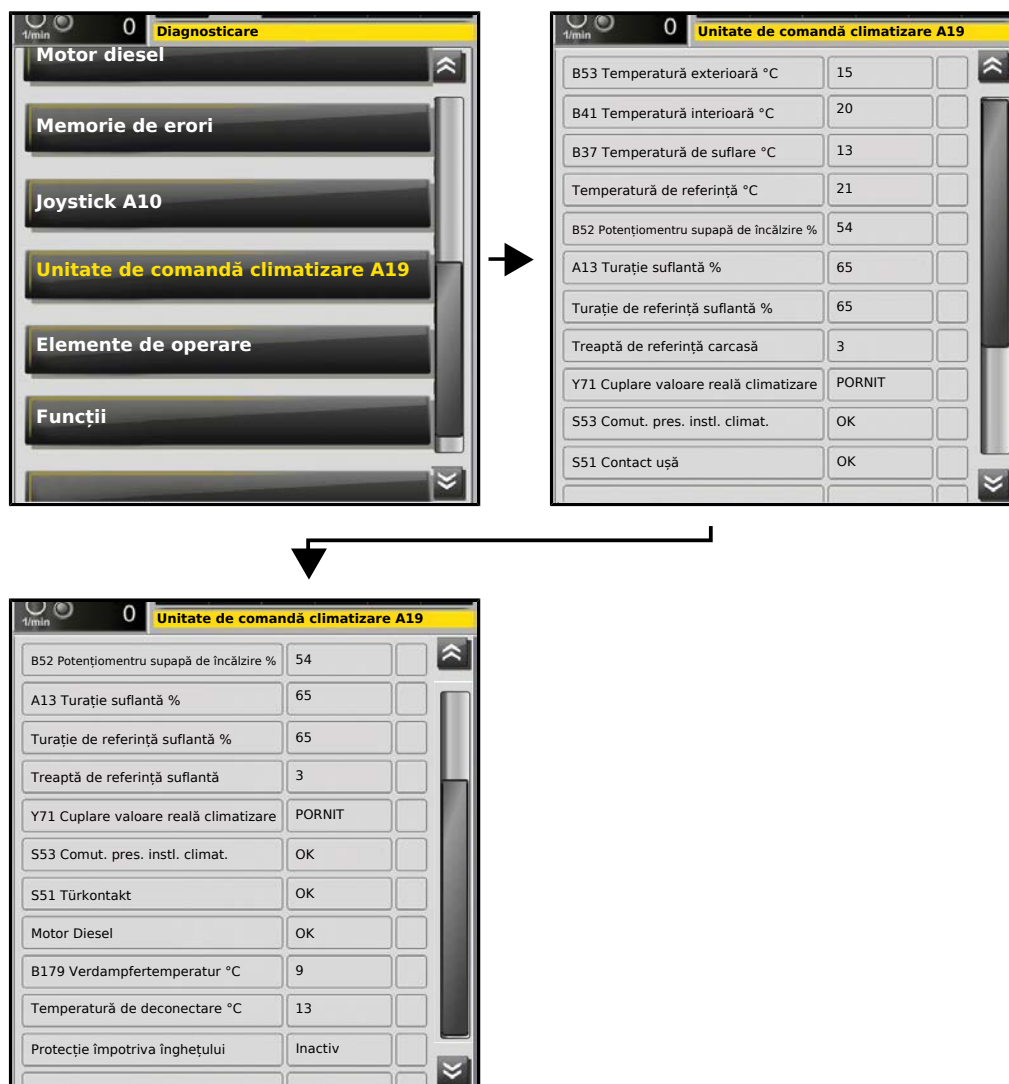 1/min 0 Diagnosticare
Motor diesel
Memorie de erori
Joystick A10
Unitate de comandă climatizare A19
Elemente de operare
Funcții
1/min 0 Unitate de comandă climatizare A19
B53 Temperatură exterioară °C 15
B41 Temperatură interioară °C 20
B37 Temperatură de suflare °C 13
Temperatură de referință °C 21
B52 Potențiomentru supapă de încălzire % 54
A13 Turație suflantă % 65
Turație de referință suflantă % 65
Treaptă de referință carcasă 3
Y71 Cuplare valoare reală climatizare PORNIT
S53 Comut. pres. instl. climat. OK
S51 Contact ușă OK
1/min 0 Unitate de comandă climatizare A19
B52 Potențiomentru supapă de încălzire % 54
A13 Turație suflantă % 65
Turație de referință suflantă % 65
Treaptă de referință suflantă 3
Y71 Cuplare valoare reală climatizare PORNIT
S53 Comut. pres. instl. climat. OK
S51 Türkontakt OK
Motor Diesel OK
B179 Verdampfertemperatur °C 9
Temperatură de deconectare °C 13
Protecție împotriva înghețului Inactiv